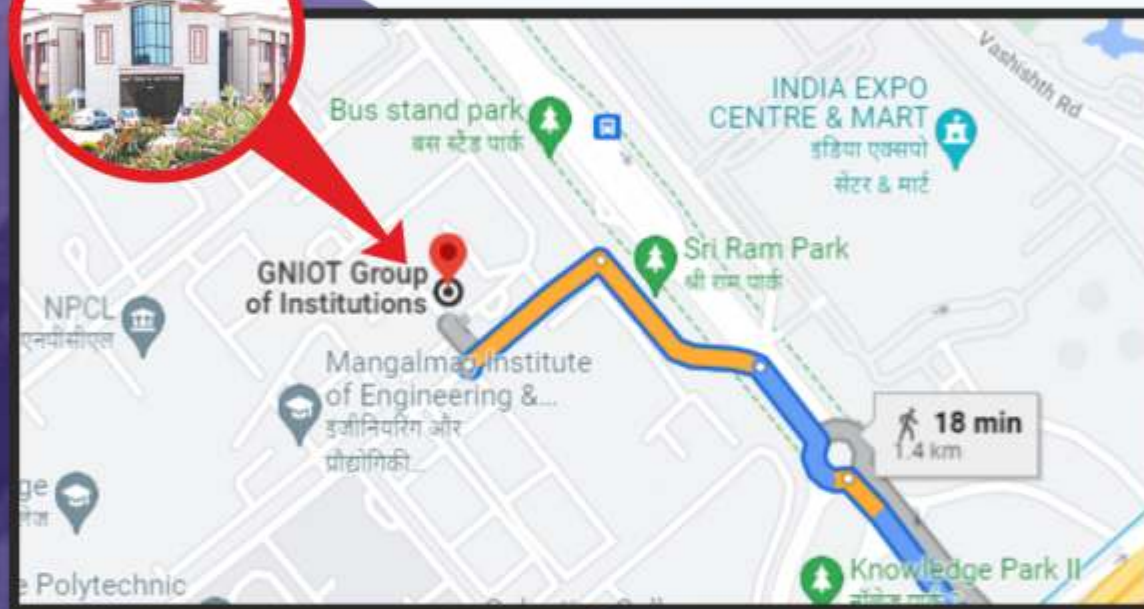 Vashishth Rd
INDIA EXPO
CENTRE & MART
इंडिया एक्सपो
सेंटर & मार्ट
Bus stand park
बस स्टैंड पार्क
Sri Ram Park
श्री राम पार्क
GNIOT Group
of Institutions
NPCL
एनपीसीएल
Mangalmay Institute
of Engineering &...
इंजीनियरिंग और
प्रौद्योगिकी...
18 min
1.4 km
Knowledge Park II
e Polytechnic